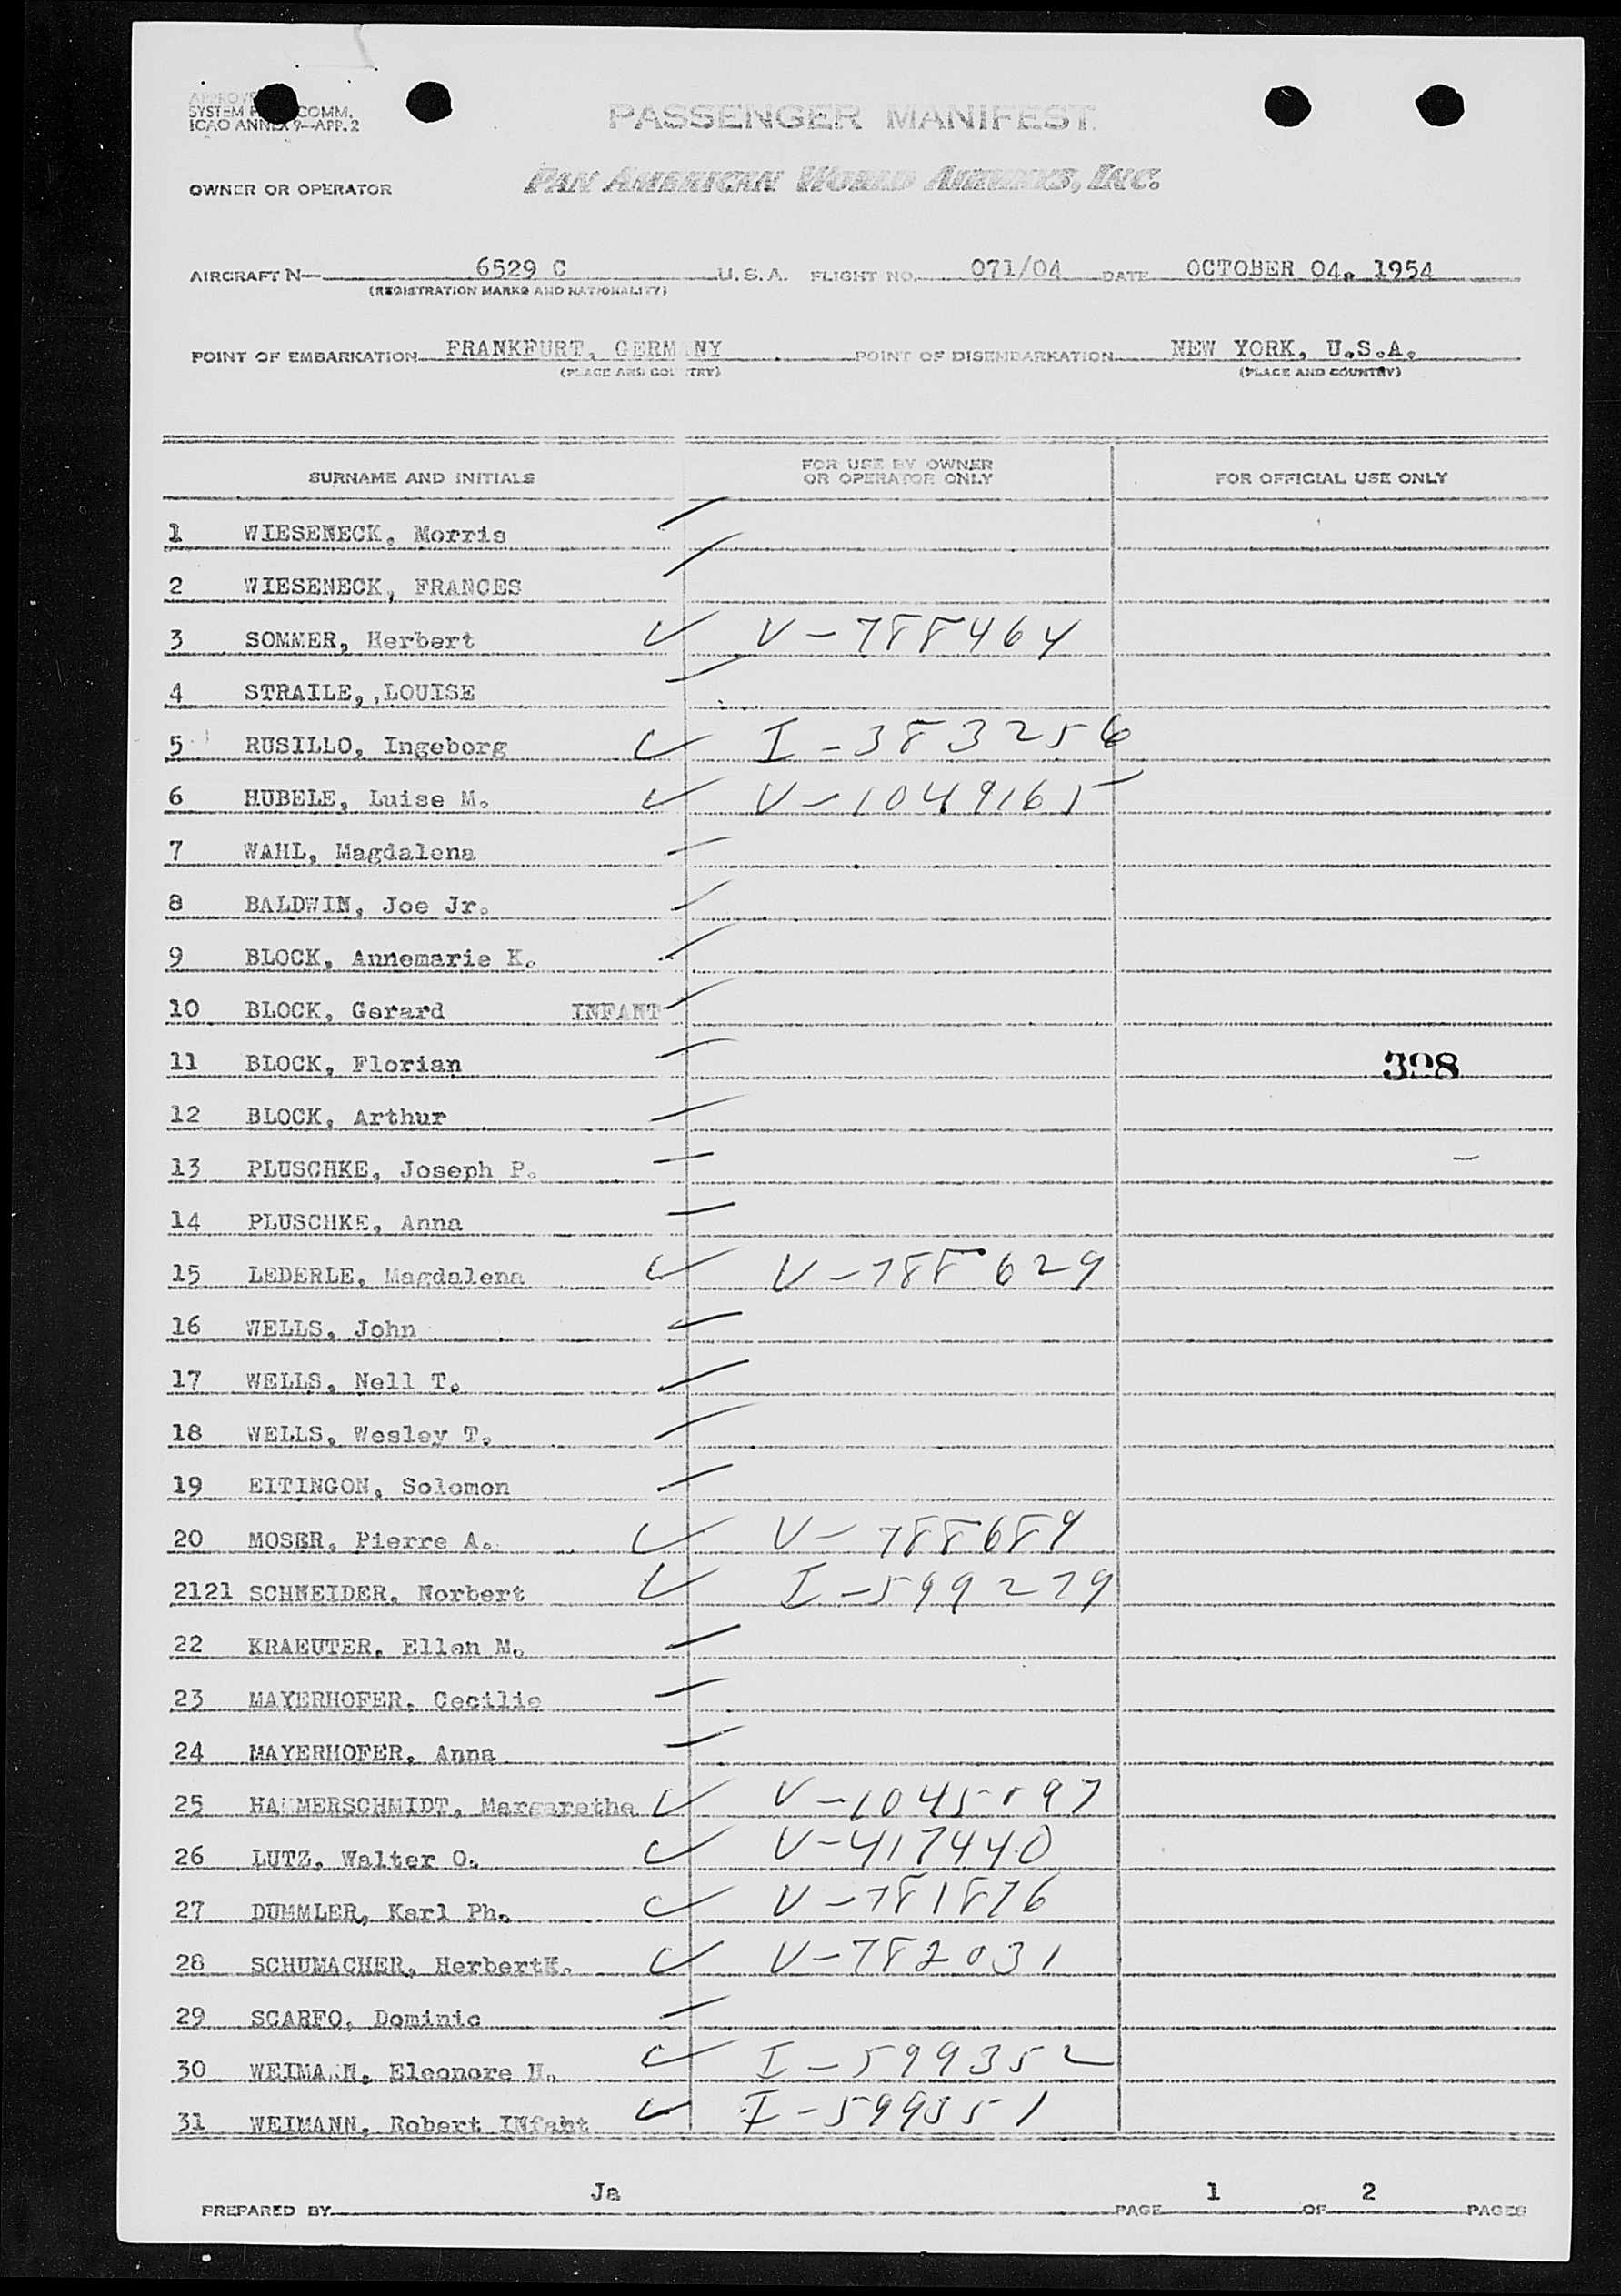 APPROVE
SYSTEM COMM.
ICAO ANNEX 9—APP. 2
PASSENGER MANIFEST
OWNER OR OPERATOR PAN AMERICAN WORLD AIRWAYS, INC.
AIRCRAFT N— 6529 C U. S. A. FLIGHT NO. 071/04 DATE OCTOBER 04, 1954
(REGISTRATION MARKS AND NATIONALITY)
POINT OF EMBARKATION FRANKFURT, GERMANY POINT OF DISEMBARKATION NEW YORK, U.S.A.
(PLACE AND COUNTRY) (PLACE AND COUNTRY)
SURNAME AND INITIALS FOR USE BY OWNER OR OPERATOR ONLY FOR OFFICIAL USE ONLY
1 WIESENECK, Morris
2 WIESENECK, FRANCES
3 SOMMER, Herbert V-788464
4 STRAILE,,LOUISE
5 RUSILLO, Ingeborg I-383256
6 HUBELE, Luise M. V-1049165
7 WAHL, Magdalena
8 BALDWIN, Joe Jr.
9 BLOCK, Annemarie K.
10 BLOCK, Gerard INFANT
11 BLOCK, Florian
12 BLOCK, Arthur
13 PLUSCHKE, Joseph P.
14 PLUSCHKE, Anna
15 LEDERLE, Magdalena V-788629
16 WELLS, John
17 WELLS, Nell T.
18 WELLS, Wesley T.
19 EITINGON, Solomon
20 MOSER, Pierre A. V-788689
2121 SCHNEIDER, Norbert I-599279
22 KRAEUTER, Ellen M.
23 MAYERHOFER, Cecilie
24 MAYERHOFER, Anna
25 HAMMERSCHMIDT, Margarethe
26 LUTZ, Walter O. V-417440
27 DUMMLER, Karl Ph. V-781876
28 SCHUMACHER, HerbertK. V-782031
29 SCARFO, Dominic
30 WEIMANN, Eleonore H. I-599352
31 WEIMANN, Robert INfant I-599351
PREPARED BY Ja PAGE 1 OF 2 PAGES